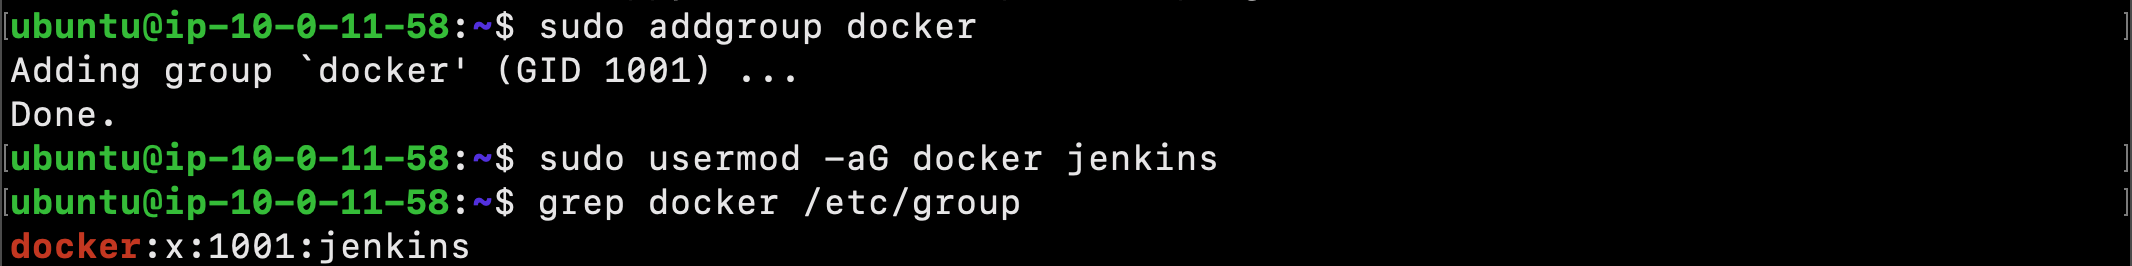 [ubuntu@ip-10-0-11-58:~$ sudo addgroup docker ]
Adding group `docker' (GID 1001) ...
Done.
[ubuntu@ip-10-0-11-58:~$ sudo usermod -aG docker jenkins ]
[ubuntu@ip-10-0-11-58:~$ grep docker /etc/group ]
docker:x:1001:jenkins